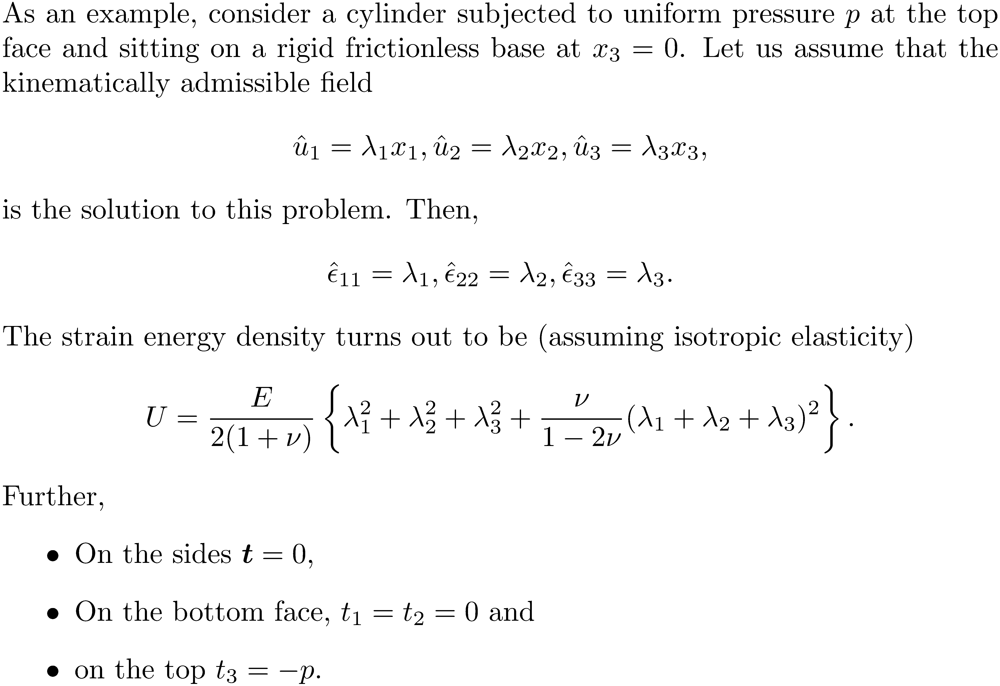 As an example, consider a cylinder subjected to uniform pressure $p$ at the top
face and sitting on a rigid frictionless base at $x_3 = 0$. Let us assume that the
kinematically admissible field
$$\hat{u}_1 = \lambda_1 x_1, \hat{u}_2 = \lambda_2 x_2, \hat{u}_3 = \lambda_3 x_3,$$
is the solution to this problem. Then,
$$\hat{\epsilon}_{11} = \lambda_1, \hat{\epsilon}_{22} = \lambda_2, \hat{\epsilon}_{33} = \lambda_3.$$
The strain energy density turns out to be (assuming isotropic elasticity)
$$U = \frac{E}{2(1+\nu)} \left\{ \lambda_1^2 + \lambda_2^2 + \lambda_3^2 + \frac{\nu}{1-2\nu} (\lambda_1 + \lambda_2 + \lambda_3)^2 \right\}.$$
Further,
• On the sides $\boldsymbol{t} = 0$,
• On the bottom face, $t_1 = t_2 = 0$ and
• on the top $t_3 = -p$.